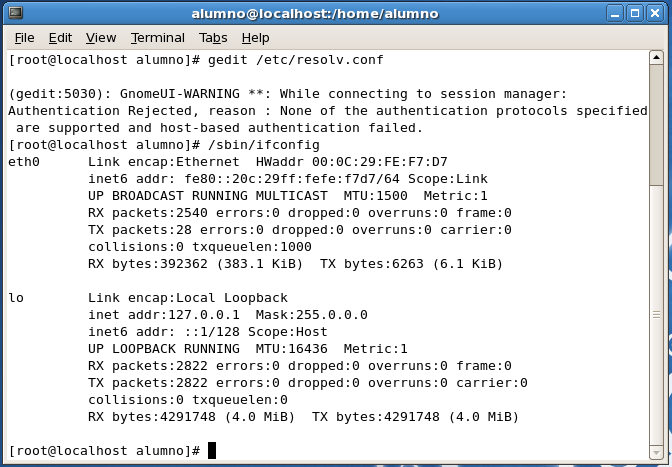 alumno@localhost:/home/alumno
File Edit View Terminal Tabs Help
[root@localhost alumno]# gedit /etc/resolv.conf
(gedit:5030): GnomeUI-WARNING **: While connecting to session manager:
Authentication Rejected, reason : None of the authentication protocols specified
are supported and host-based authentication failed.
[root@localhost alumno]# /sbin/ifconfig
eth0      Link encap:Ethernet  HWaddr 00:0C:29:FE:F7:D7
          inet6 addr: fe80::20c:29ff:fefe:f7d7/64 Scope:Link
          UP BROADCAST RUNNING MULTICAST  MTU:1500  Metric:1
          RX packets:2540 errors:0 dropped:0 overruns:0 frame:0
          TX packets:28 errors:0 dropped:0 overruns:0 carrier:0
          collisions:0 txqueuelen:1000
          RX bytes:392362 (383.1 KiB)  TX bytes:6263 (6.1 KiB)
lo        Link encap:Local Loopback
          inet addr:127.0.0.1  Mask:255.0.0.0
          inet6 addr: ::1/128 Scope:Host
          UP LOOPBACK RUNNING  MTU:16436  Metric:1
          RX packets:2822 errors:0 dropped:0 overruns:0 frame:0
          TX packets:2822 errors:0 dropped:0 overruns:0 carrier:0
          collisions:0 txqueuelen:0
          RX bytes:4291748 (4.0 MiB)  TX bytes:4291748 (4.0 MiB)
[root@localhost alumno]#